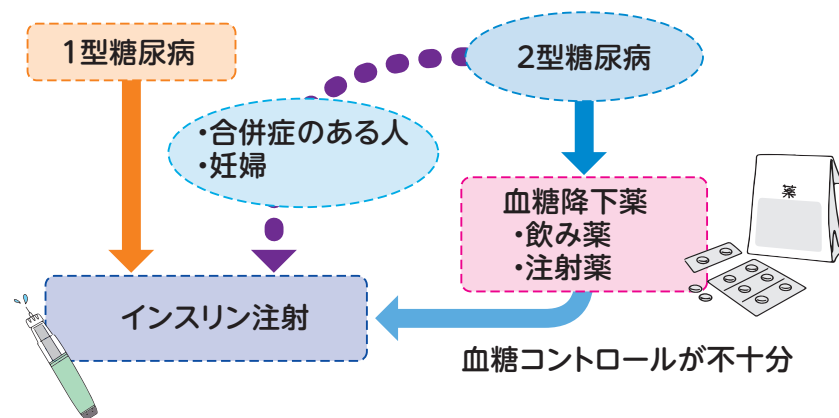 1型糖尿病
2型糖尿病
・合併症のある人
・妊婦
血糖降下薬
・飲み薬
・注射薬
薬
インスリン注射
血糖コントロールが不十分